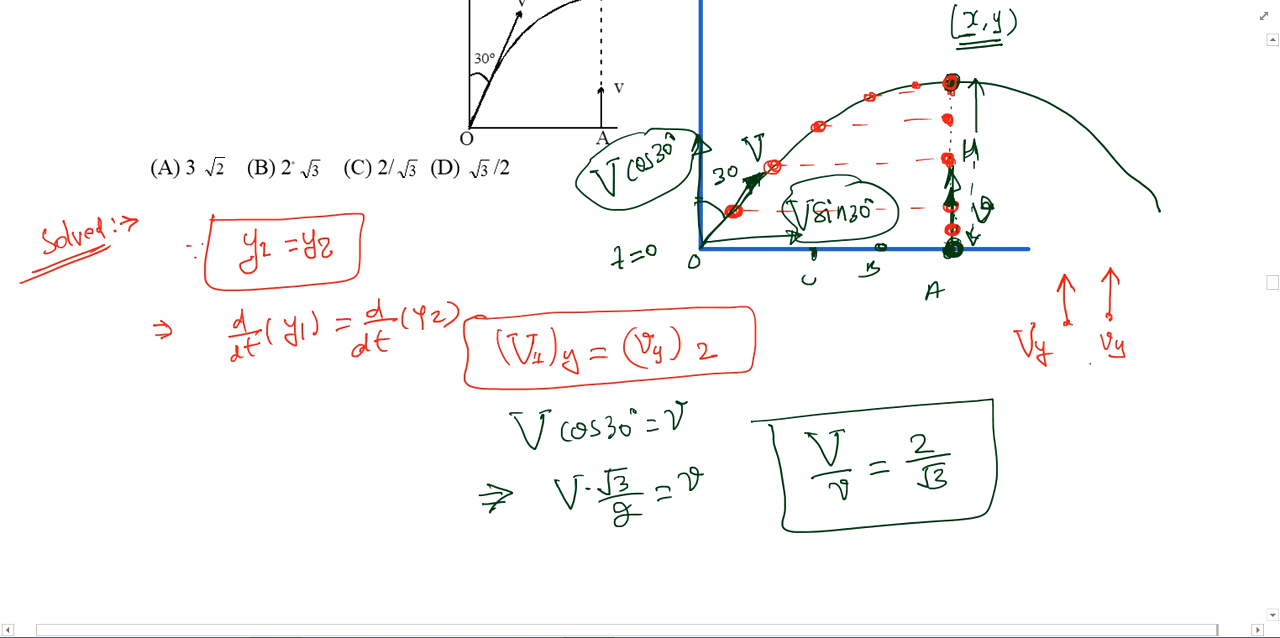 (x, y)
30°
V
v
O
A
V cos30°
30
V
H
V sin30°
v
t=0
O
C
B
A
(A) 3 √2 (B) 2 √3 (C) 2/√3 (D) √3/2
Solved :→
∵ y1 = y2
⇒ d/dt (y1) = d/dt (y2)
(V1)y = (vy) 2
Vy
vy
V cos30° = v
⇒ V · √3/2 = v
V/v = 2/√3